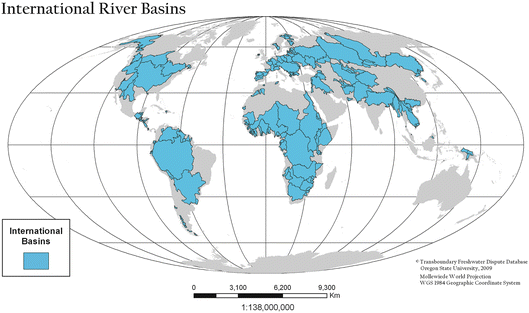 International River Basins
International
Basins
© Transboundary Freshwater Dispute Database
Oregon State University, 2009
Mollewiede World Projection
WGS 1984 Geographic Coordinate System
0 3,100 6,200 9,300
Km
1:138,000,000